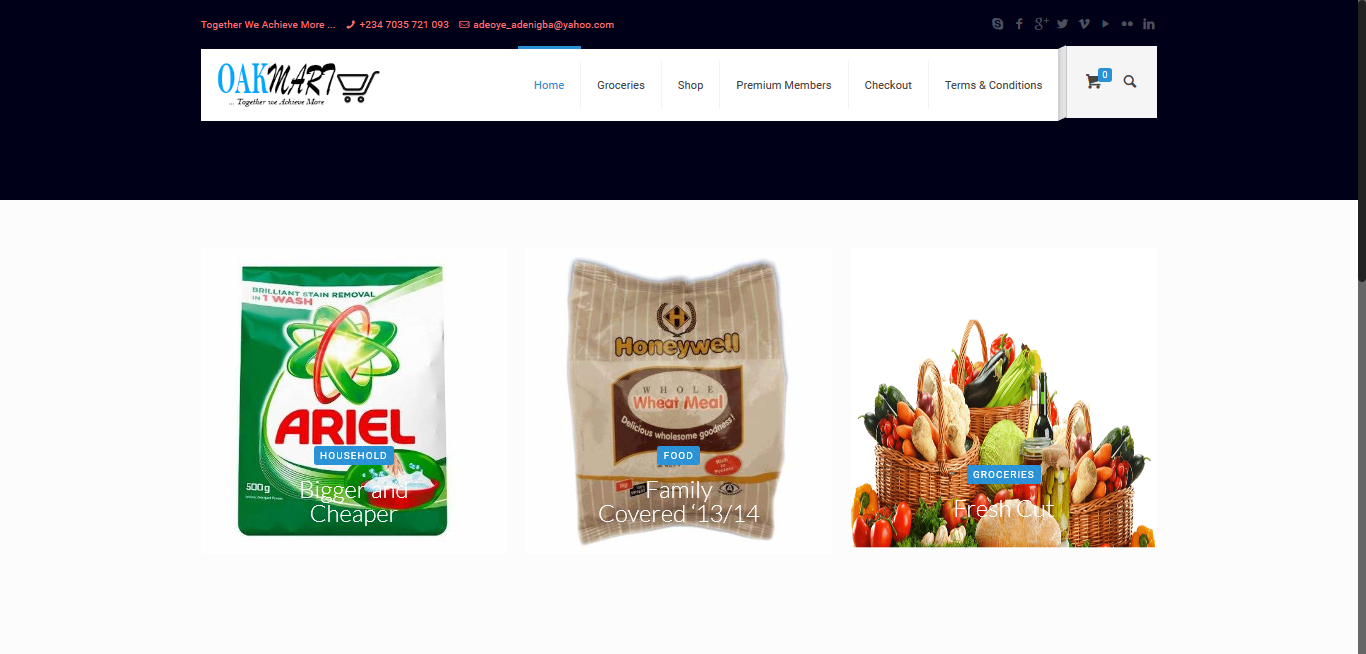 Together We Achieve More ... +234 7035 721 093 adeoye_adenigba@yahoo.com
OAKMART
... Together we Achieve More
Home Groceries Shop Premium Members Checkout Terms & Conditions
0
BRILLIANT STAIN REMOVAL
IN 1 WASH
ARIEL
HOUSEHOLD
500g
Bigger and
Cheaper
H
Honeywell
WHOLE
Wheat Meal
Delicious wholesome goodness!
Rich in
FOOD
Family
Covered ‘13/14
GROCERIES
Fresh Cut